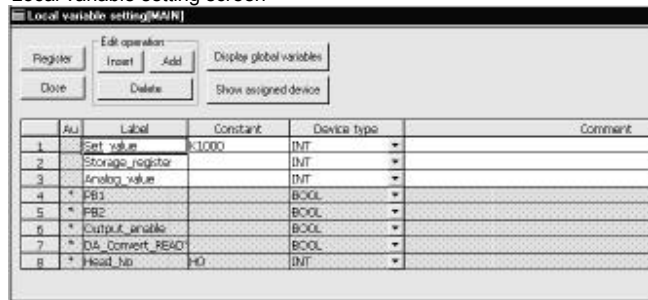 Local variable setting screen
Local variable setting[MAIN]
Edit operation
Register Insert Add Display global variables
Close Delete Show assigned device
Au Label Constant Device type Comment
1 Set_value K1000 INT
2 Storage_register INT
3 Analog_value INT
4 * PB1 BOOL
5 * PB2 BOOL
6 * Output_enable BOOL
7 * DA_Convert_READY BOOL
8 * Head_No H0 INT